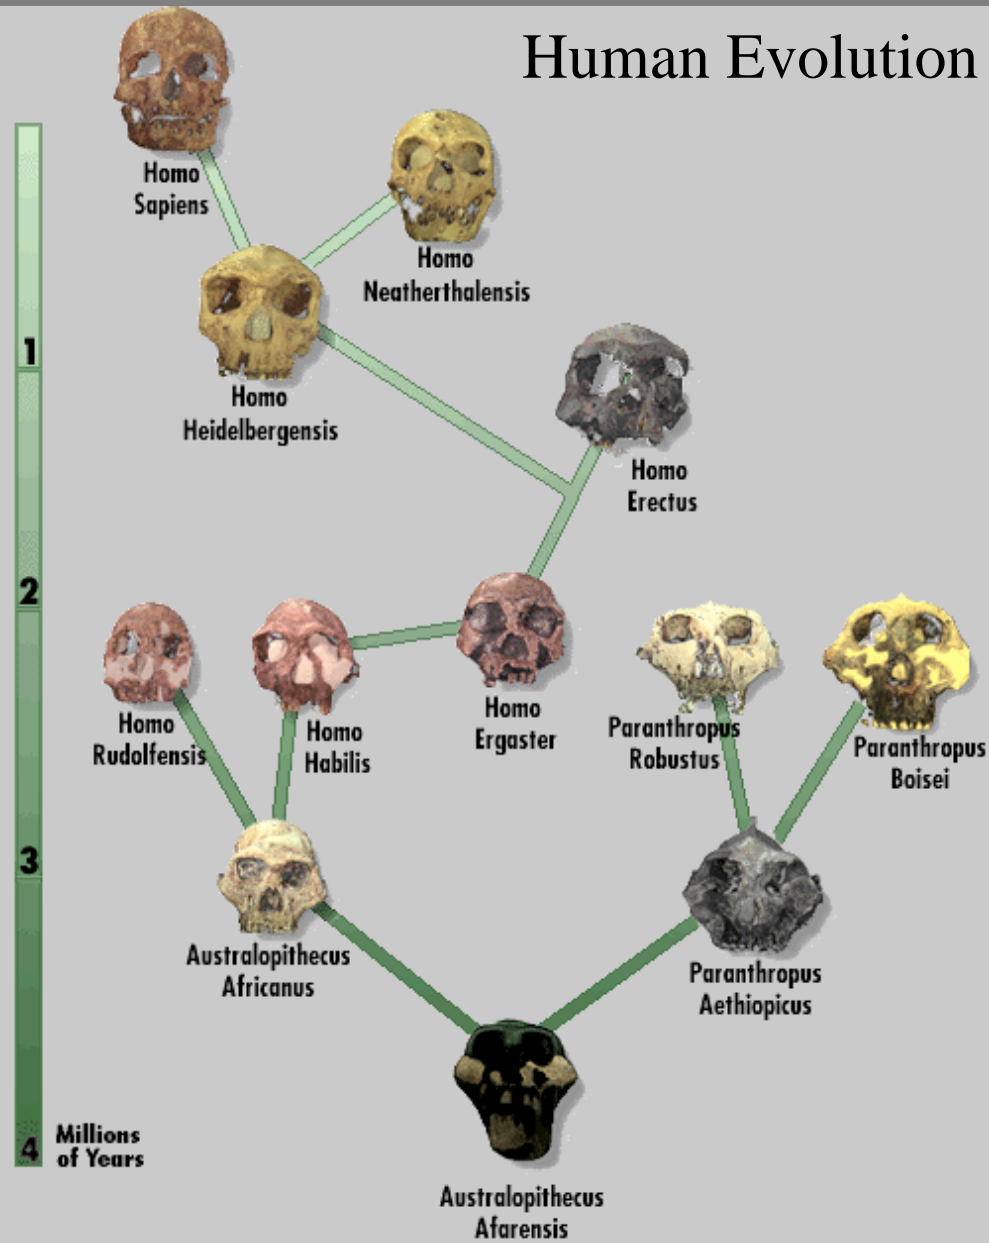 Human Evolution
Homo
Sapiens
Homo
Neatherthalensis
1
Homo
Heidelbergensis
Homo
Erectus
2
Homo
Rudolfensis
Homo
Habilis
Homo
Ergaster
Paranthropus
Robustus
Paranthropus
Boisei
3
Australopithecus
Africanus
Paranthropus
Aethiopicus
4
Millions
of Years
Australopithecus
Afarensis